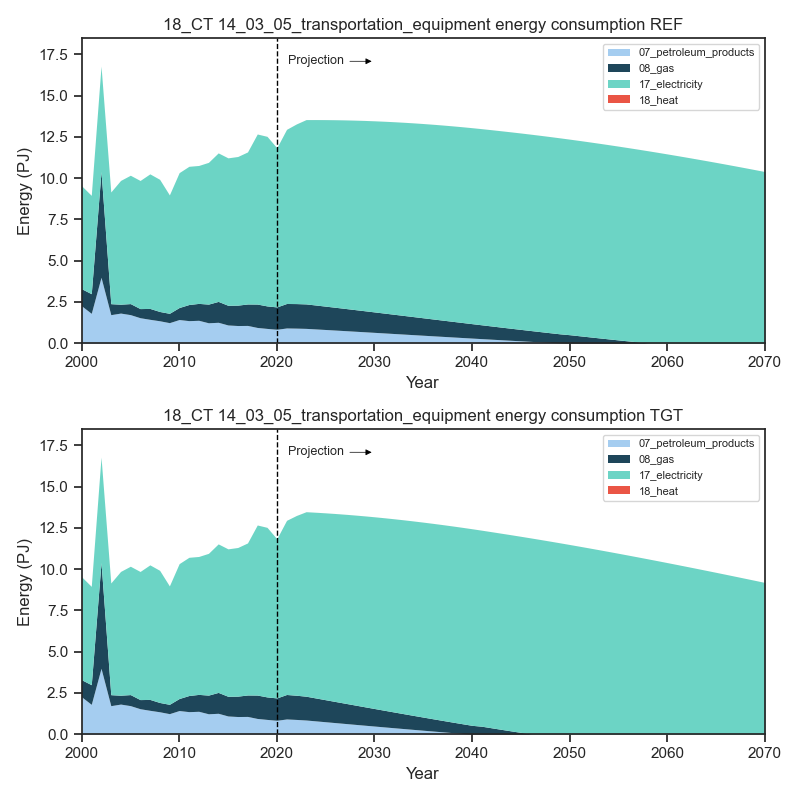 18_CT 14_03_05_transportation_equipment energy consumption REF
Energy (PJ)
17.5
15.0
12.5
10.0
7.5
5.0
2.5
0.0
Projection
07_petroleum_products
08_gas
17_electricity
18_heat
2000 2010 2020 2030 2040 2050 2060 2070
Year
18_CT 14_03_05_transportation_equipment energy consumption TGT
Energy (PJ)
17.5
15.0
12.5
10.0
7.5
5.0
2.5
0.0
Projection
07_petroleum_products
08_gas
17_electricity
18_heat
2000 2010 2020 2030 2040 2050 2060 2070
Year